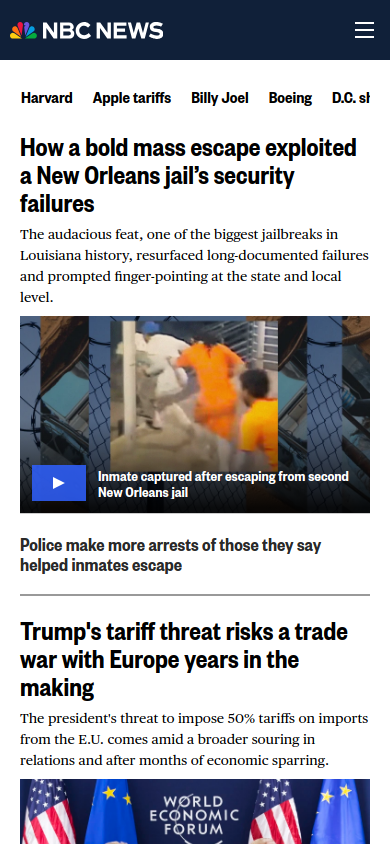 NBC NEWS
Harvard Apple tariffs Billy Joel Boeing D.C.
How a bold mass escape exploited
a New Orleans jail’s security
failures
The audacious feat, one of the biggest jailbreaks in
Louisiana history, resurfaced long-documented failures
and prompted finger-pointing at the state and local
level.
Inmate captured after escaping from second
New Orleans jail
Police make more arrests of those they say
helped inmates escape
Trump's tariff threat risks a trade
war with Europe years in the
making
The president's threat to impose 50% tariffs on imports
from the E.U. comes amid a broader souring in
relations and after months of economic sparring.
WORLD
ECONOMIC
FORUM